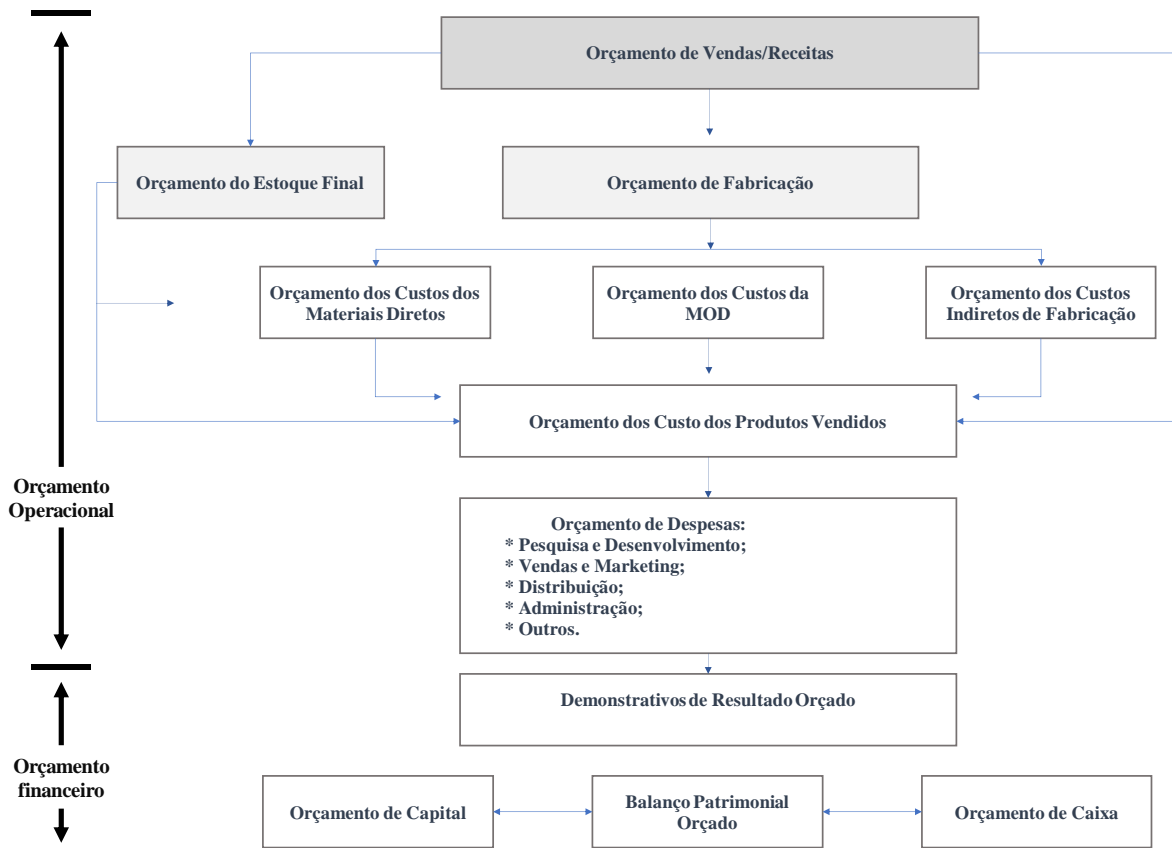 Orçamento de Vendas/Receitas
Orçamento do Estoque Final
Orçamento de Fabricação
Orçamento dos Custos dos
Materiais Diretos
Orçamento dos Custos da
MOD
Orçamento dos Custos
Indiretos de Fabricação
Orçamento dos Custo dos Produtos Vendidos
Orçamento
Operacional
Orçamento de Despesas:
* Pesquisa e Desenvolvimento;
* Vendas e Marketing;
* Distribuição;
* Administração;
* Outros.
Demonstrativos de Resultado Orçado
Orçamento
financeiro
Orçamento de Capital
Balanço Patrimonial
Orçado
Orçamento de Caixa